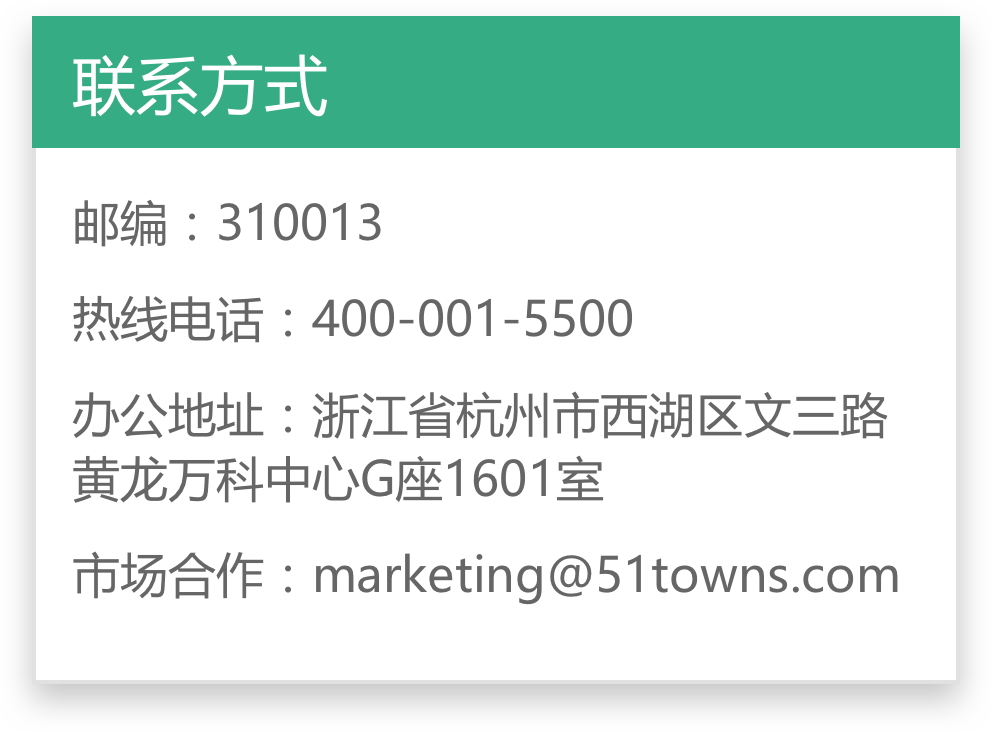 联系方式
邮编：310013
热线电话：400-001-5500
办公地址：浙江省杭州市西湖区文三路
黄龙万科中心G座1601室
市场合作：marketing@51towns.com